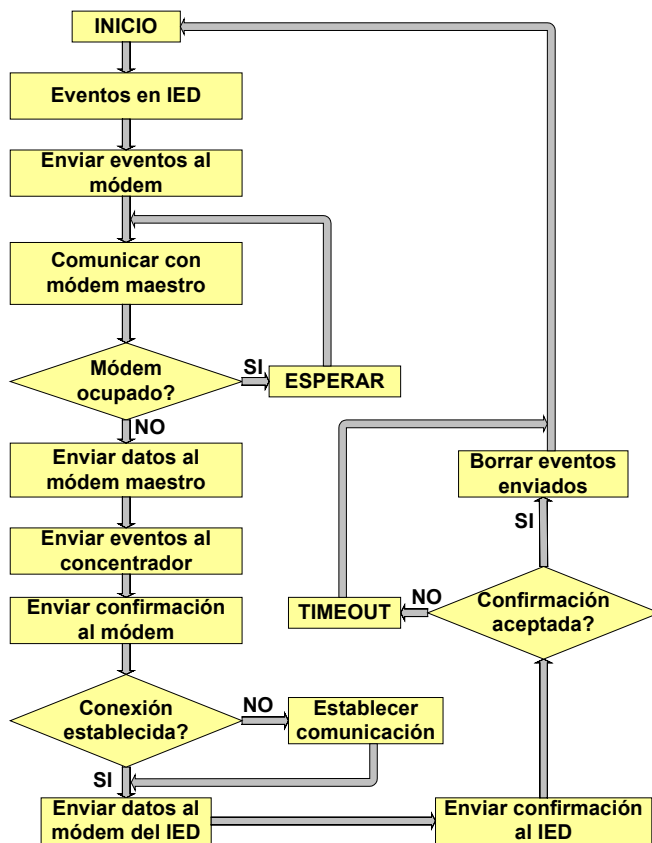 INICIO
Eventos en IED
Enviar eventos al
módem
Comunicar con
módem maestro
Módem
ocupado?
SI
ESPERAR
NO
Enviar datos al
módem maestro
Enviar eventos al
concentrador
Enviar confirmación
al módem
Conexión
establecida?
NO
Establecer
comunicación
SI
Enviar datos al
módem del IED
Enviar confirmación
al IED
Confirmación
aceptada?
NO
TIMEOUT
SI
Borrar eventos
enviados